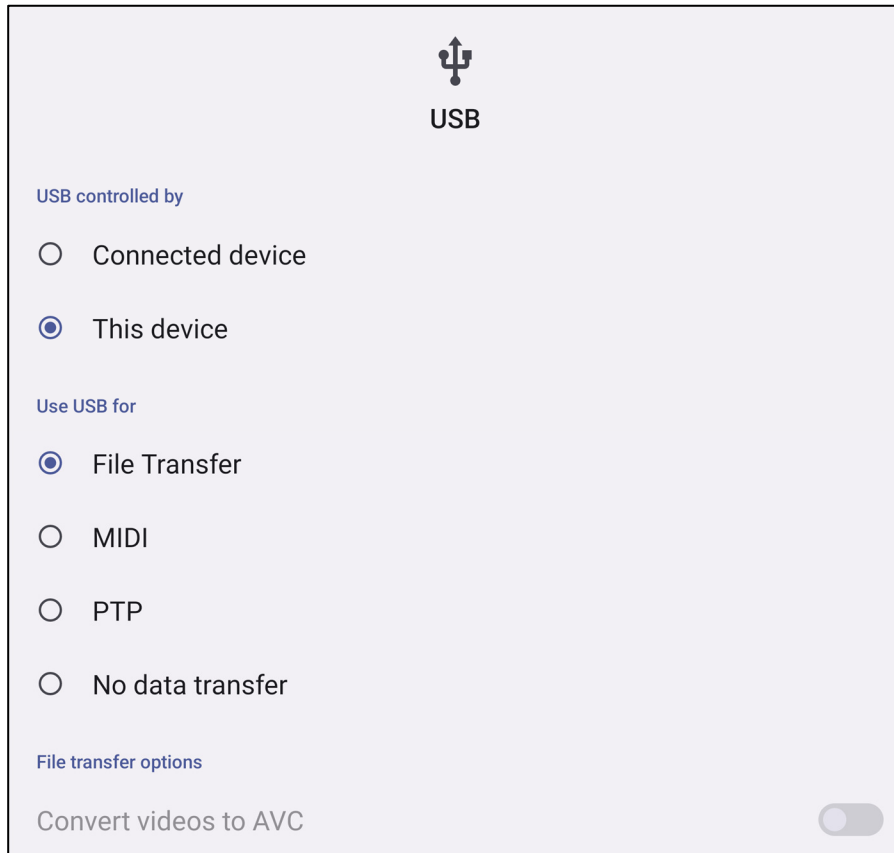 USB
USB controlled by
Connected device
This device
Use USB for
File Transfer
MIDI
PTP
No data transfer
File transfer options
Convert videos to AVC